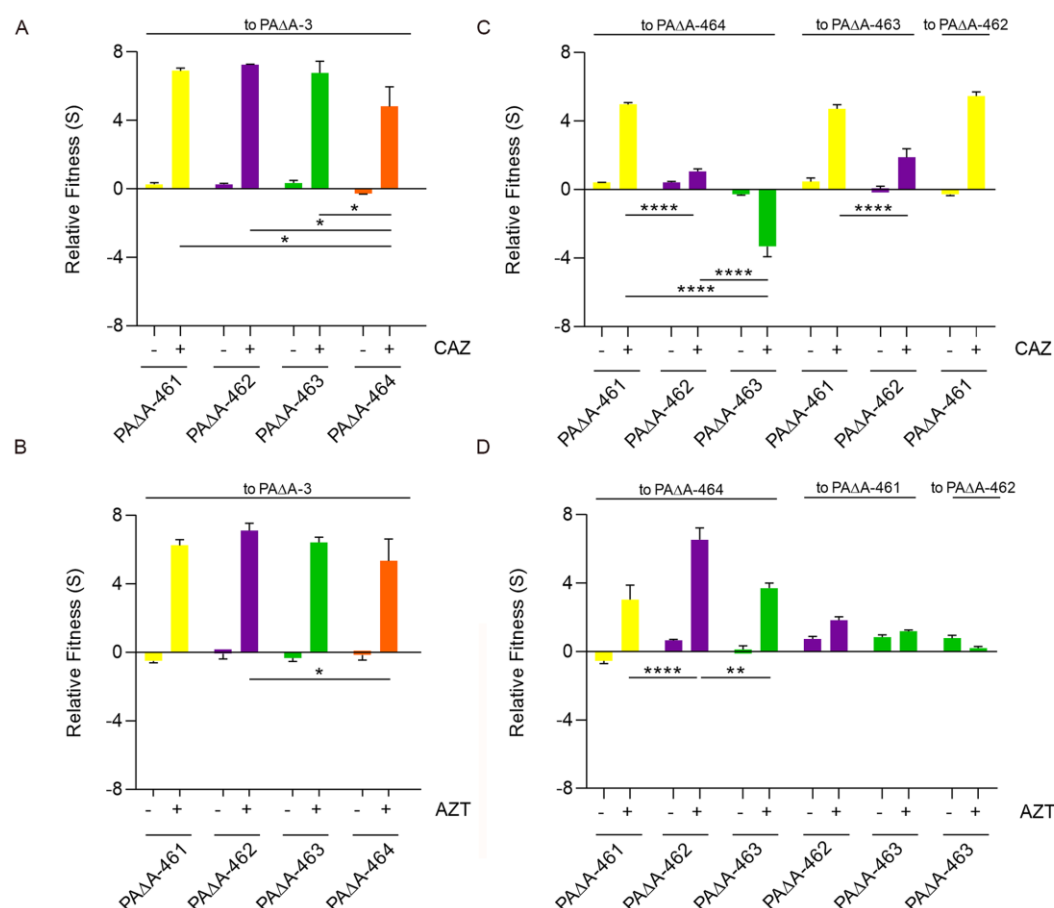 A
to PAΔA-3
Relative Fitness (S)
8
4
0
-4
-8
- + - + - + - + CAZ
PAΔA-461 PAΔA-462 PAΔA-463 PAΔA-464
*
*
*
C
to PAΔA-464 to PAΔA-463 to PAΔA-462
Relative Fitness (S)
8
4
0
-4
-8
**** ****
****
****
- + - + - + - + - + - + CAZ
PAΔA-461 PAΔA-462 PAΔA-463 PAΔA-461 PAΔA-462 PAΔA-461
B
to PAΔA-3
Relative Fitness (S)
8
4
0
-4
-8
*
- + - + - + - + AZT
PAΔA-461 PAΔA-462 PAΔA-463 PAΔA-464
D
to PAΔA-464 to PAΔA-461 to PAΔA-462
Relative Fitness (S)
8
4
0
-4
-8
**** **
- + - + - + - + - + - + AZT
PAΔA-461 PAΔA-462 PAΔA-463 PAΔA-462 PAΔA-463 PAΔA-463